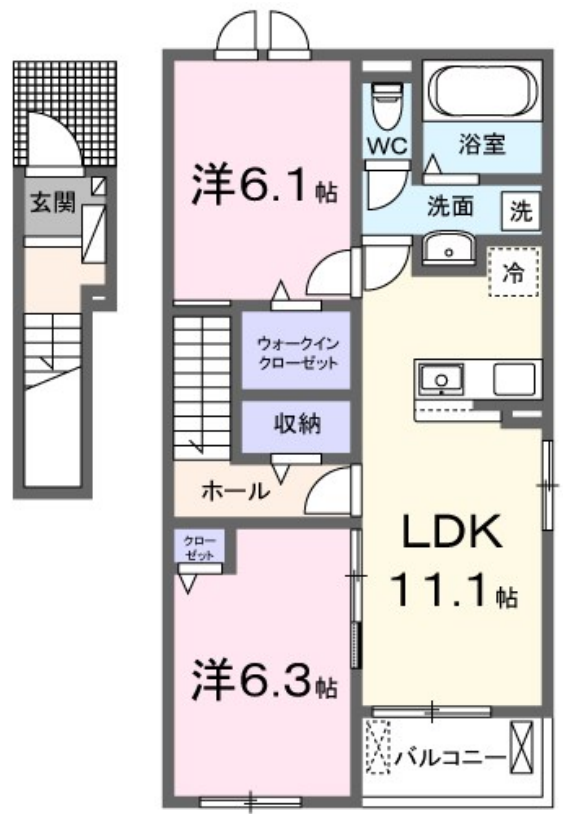 玄関
洋6.1帖
WC
浴室
洗面
洗
冷
ウォークイン
クローゼット
収納
ホール
LDK
11.1帖
クロー
ゼット
洋6.3帖
バルコニー